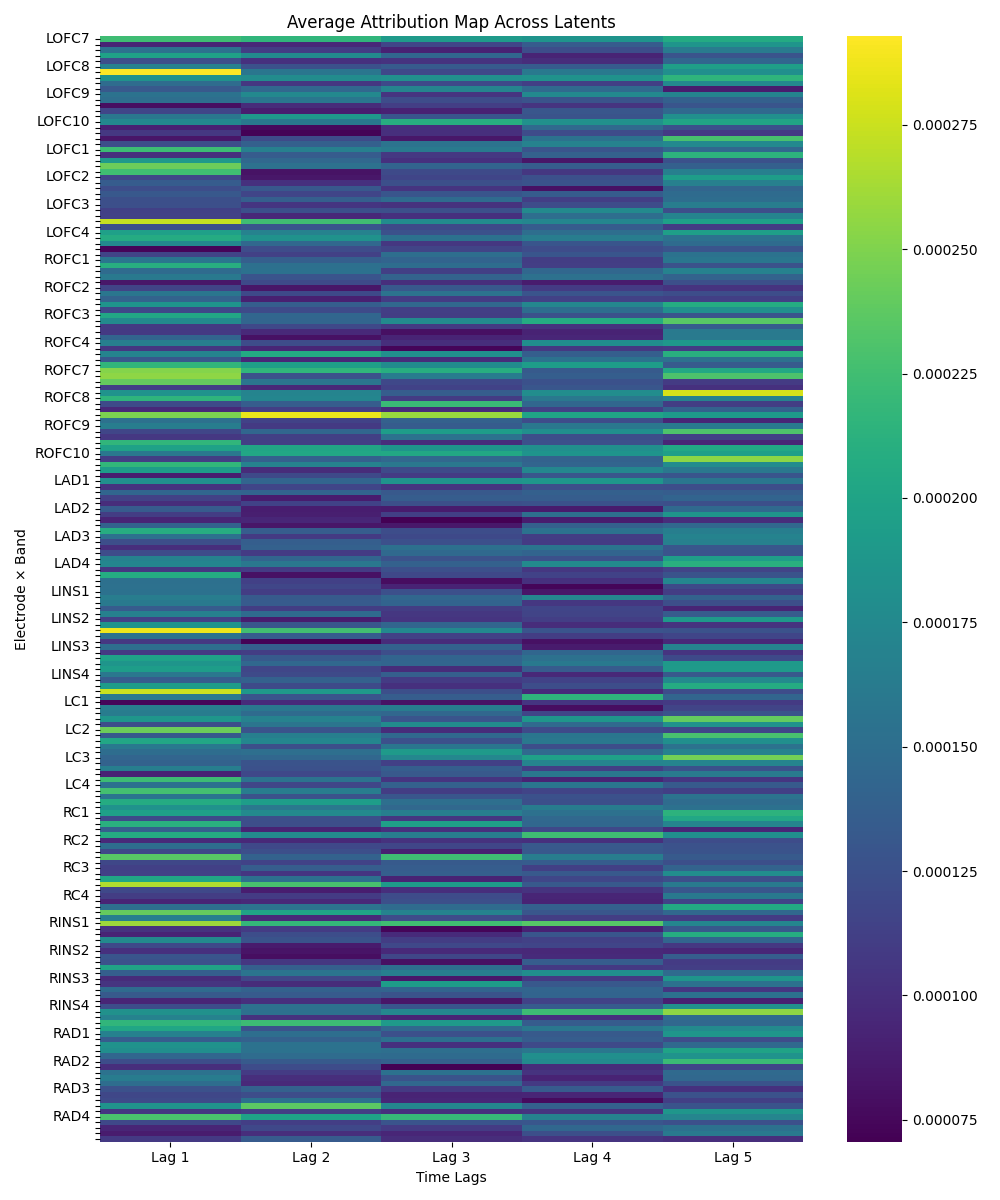 Average Attribution Map Across Latents
Electrode × Band
LOFC7
LOFC8
LOFC9
LOFC10
LOFC1
LOFC2
LOFC3
LOFC4
ROFC1
ROFC2
ROFC3
ROFC4
ROFC7
ROFC8
ROFC9
ROFC10
LAD1
LAD2
LAD3
LAD4
LINS1
LINS2
LINS3
LINS4
LC1
LC2
LC3
LC4
RC1
RC2
RC3
RC4
RINS1
RINS2
RINS3
RINS4
RAD1
RAD2
RAD3
RAD4
Lag 1 Lag 2 Lag 3 Lag 4 Lag 5
Time Lags
0.000275
0.000250
0.000225
0.000200
0.000175
0.000150
0.000125
0.000100
0.000075